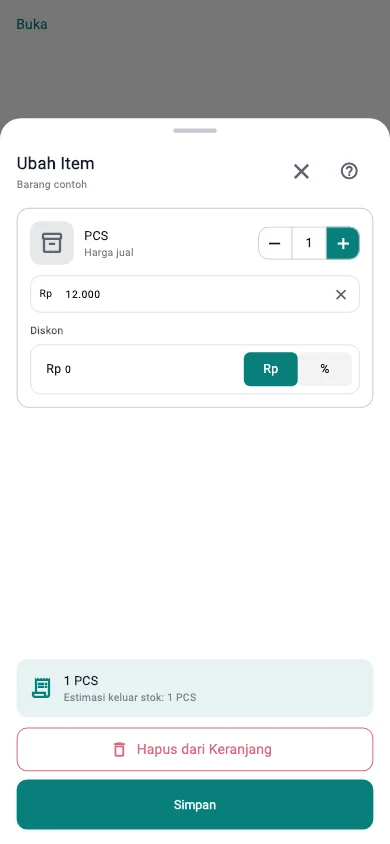 Buka
Ubah Item
Barang contoh
PCS
Harga jual
1
Rp 12.000
Diskon
Rp 0
Rp
%
1 PCS
Estimasi keluar stok: 1 PCS
Hapus dari Keranjang
Simpan